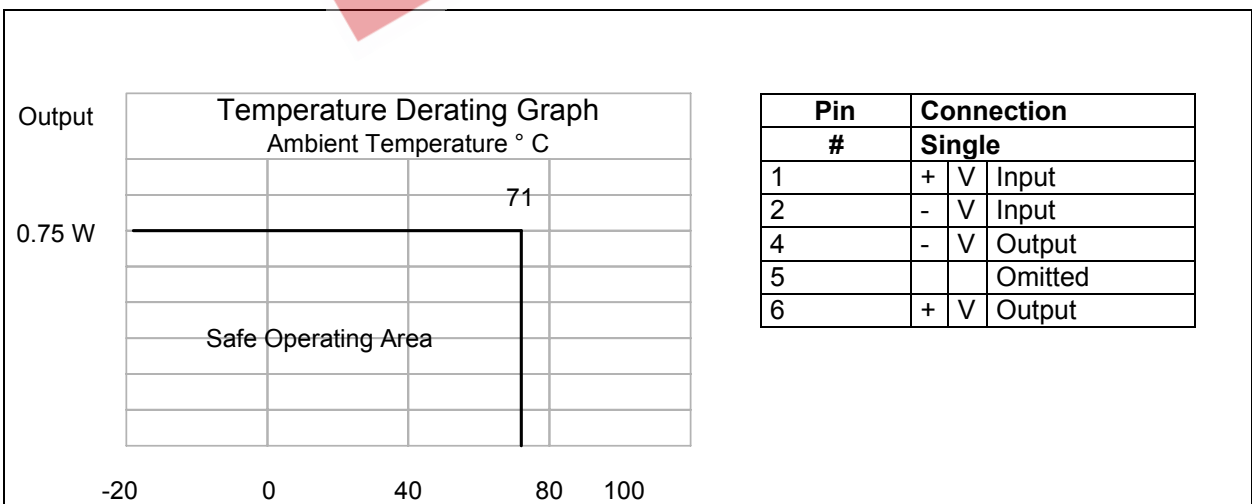 Output
Temperature Derating Graph
Ambient Temperature ° C
71
0.75 W
Safe Operating Area
-20 0 40 80 100
Pin Connection
# Single
1 + V Input
2 - V Input
4 - V Output
5 Omitted
6 + V Output